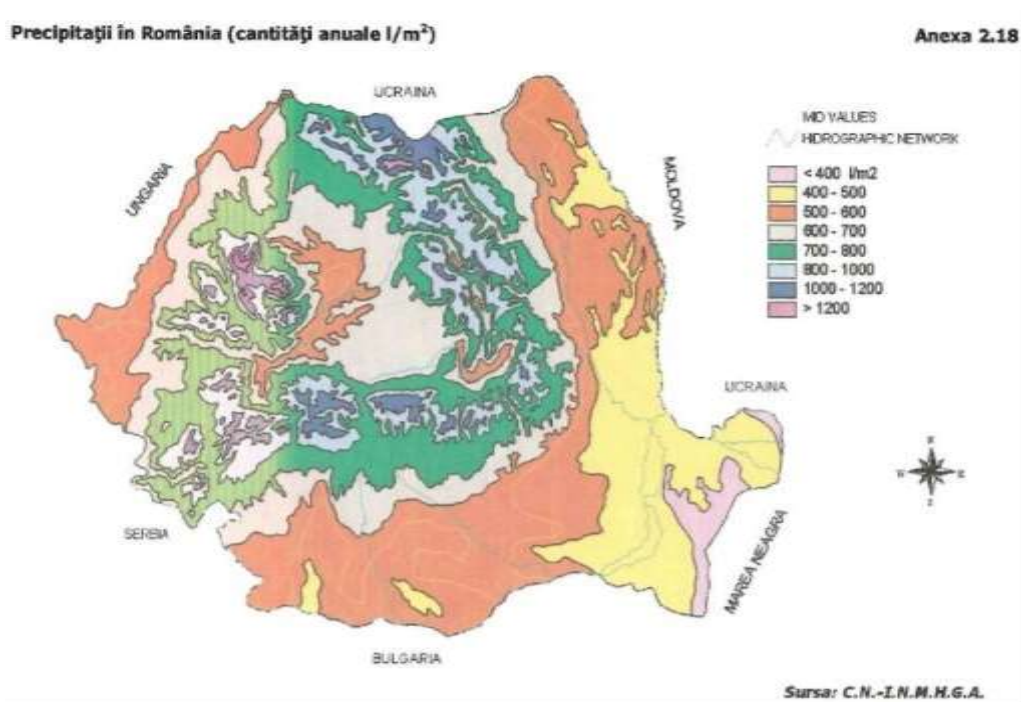 Precipitaţii în România (cantităţi anuale l/m²)
Anexa 2.18
UCRAINA
UNGARIA
MOLDOVA
MID VALUES
HIDROGRAPHIC NETWORK
< 400 l/m2
400 - 500
500 - 600
600 - 700
700 - 800
800 - 1000
1000 - 1200
> 1200
UCRAINA
N
W
E
S
SERBIA
MAREA NEAGRA
BULGARIA
Sursa: C.N.-I.N.M.H.G.A.